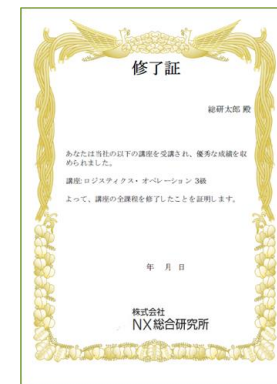 修了証
総研太郎 殿
あなたは当社の以下の講座を受講され、優秀な成績を収
められました。
講座:ロジスティクス・オペレーション 3級
よって、講座の全課程を修了したことを証明します。
年 月 日
株式会社
NX総合研究所